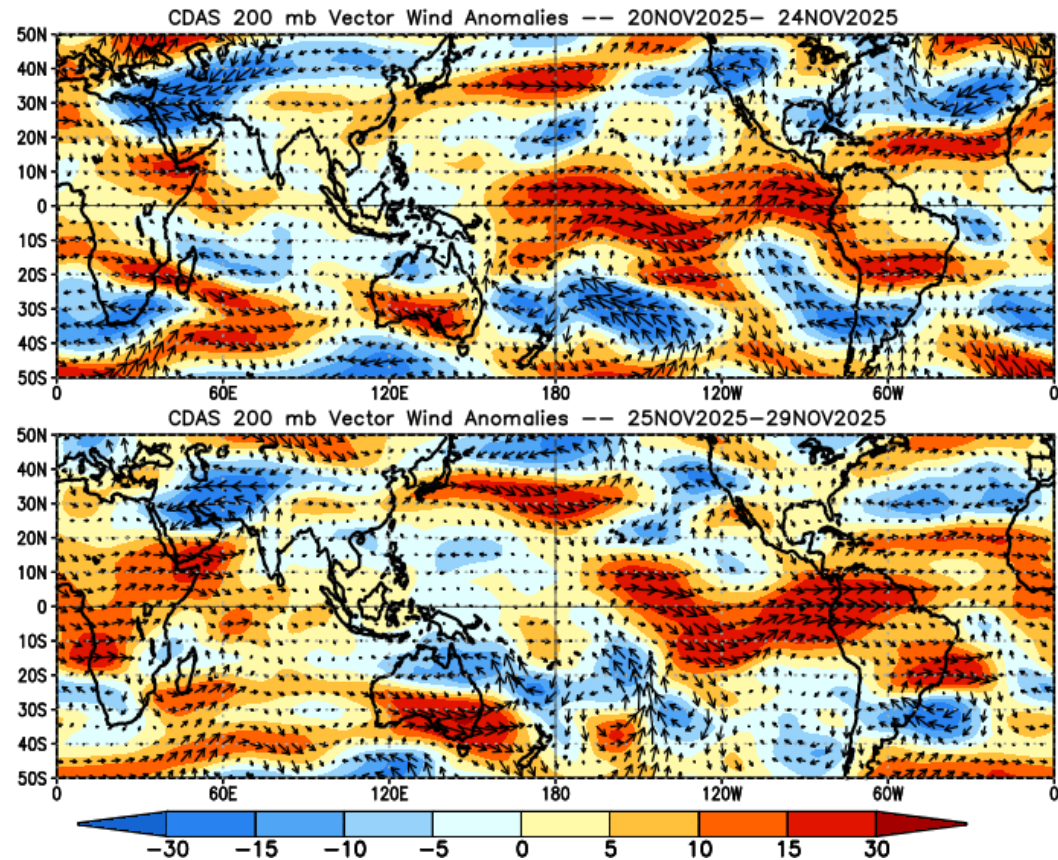 CDAS 200 mb Vector Wind Anomalies -- 20NOV2025- 24NOV2025
50N
40N
30N
20N
10N
0
10S
20S
30S
40S
50S
0 60E 120E 180 120W 60W 0
CDAS 200 mb Vector Wind Anomalies -- 25NOV2025-29NOV2025
50N
40N
30N
20N
10N
0
10S
20S
30S
40S
50S
0 60E 120E 180 120W 60W 0
-30 -15 -10 -5 0 5 10 15 30